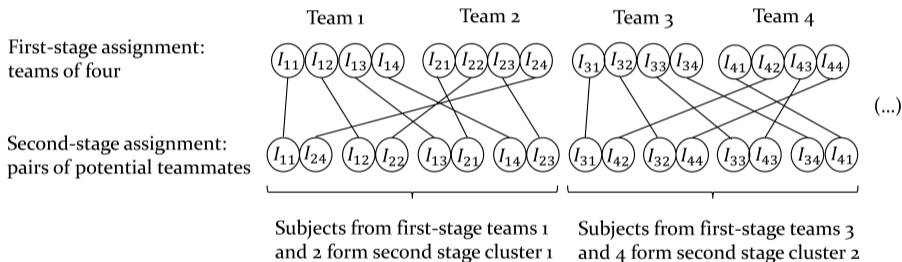 Team 1 Team 2 Team 3 Team 4
First-stage assignment:
teams of four
I₁₁ I₁₂ I₁₃ I₁₄ I₂₁ I₂₂ I₂₃ I₂₄ I₃₁ I₃₂ I₃₃ I₃₄ I₄₁ I₄₂ I₄₃ I₄₄
(...)
Second-stage assignment:
pairs of potential teammates
I₁₁ I₂₄ I₁₂ I₂₂ I₁₃ I₂₁ I₁₄ I₂₃ I₃₁ I₄₂ I₃₂ I₄₄ I₃₃ I₄₃ I₃₄ I₄₁
Subjects from first-stage teams 1
and 2 form second stage cluster 1
Subjects from first-stage teams 3
and 4 form second stage cluster 2